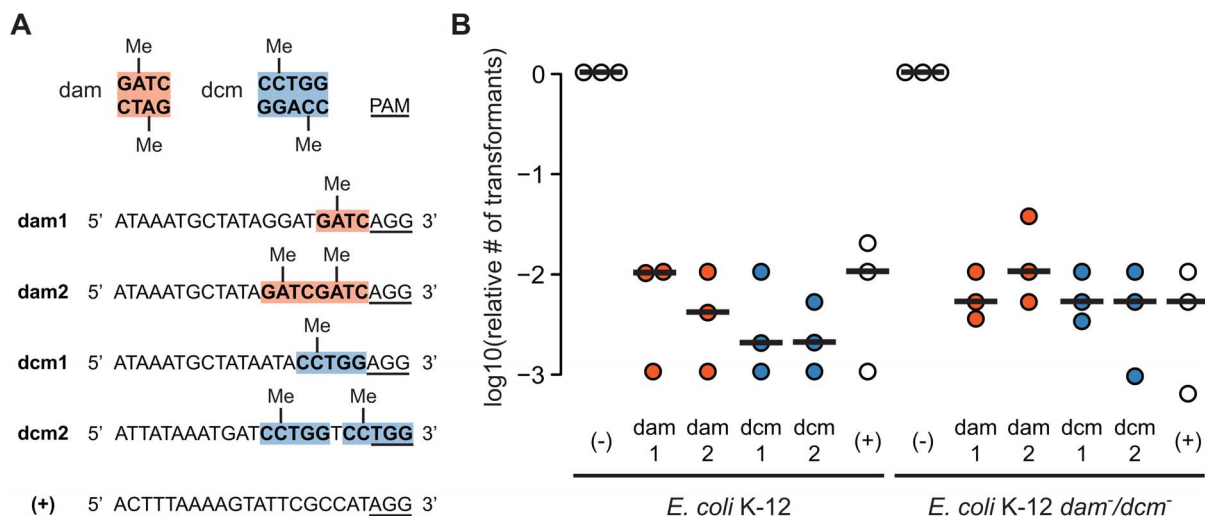 A
Me
dam
GATC
CTAG
Me
Me
dcm
CCTGG
GGACC
Me
PAM
Me
dam1 5’ ATAAATGCTATAGGATGATCAGG 3’
Me Me
dam2 5’ ATAAATGCTATAGATCGATCAGG 3’
Me
dcm1 5’ ATAAATGCTATAATACCTGGAGG 3’
Me Me
dcm2 5’ ATTATAAATGATCCTGGTCCTGG 3’
(+) 5’ ACTTTAAAAGTATTCGCCATAGG 3’
B
log10(relative # of transformants)
0
−1
−2
−3
(-) dam 1 dam 2 dcm 1 dcm 2 (+)
E. coli K-12
(-) dam 1 dam 2 dcm 1 dcm 2 (+)
E. coli K-12 dam⁻/dcm⁻